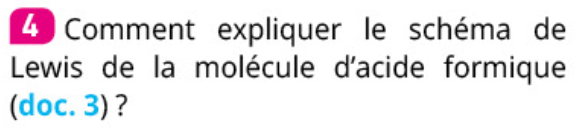 4 Comment expliquer le schéma de
Lewis de la molécule d'acide formique
(doc. 3) ?